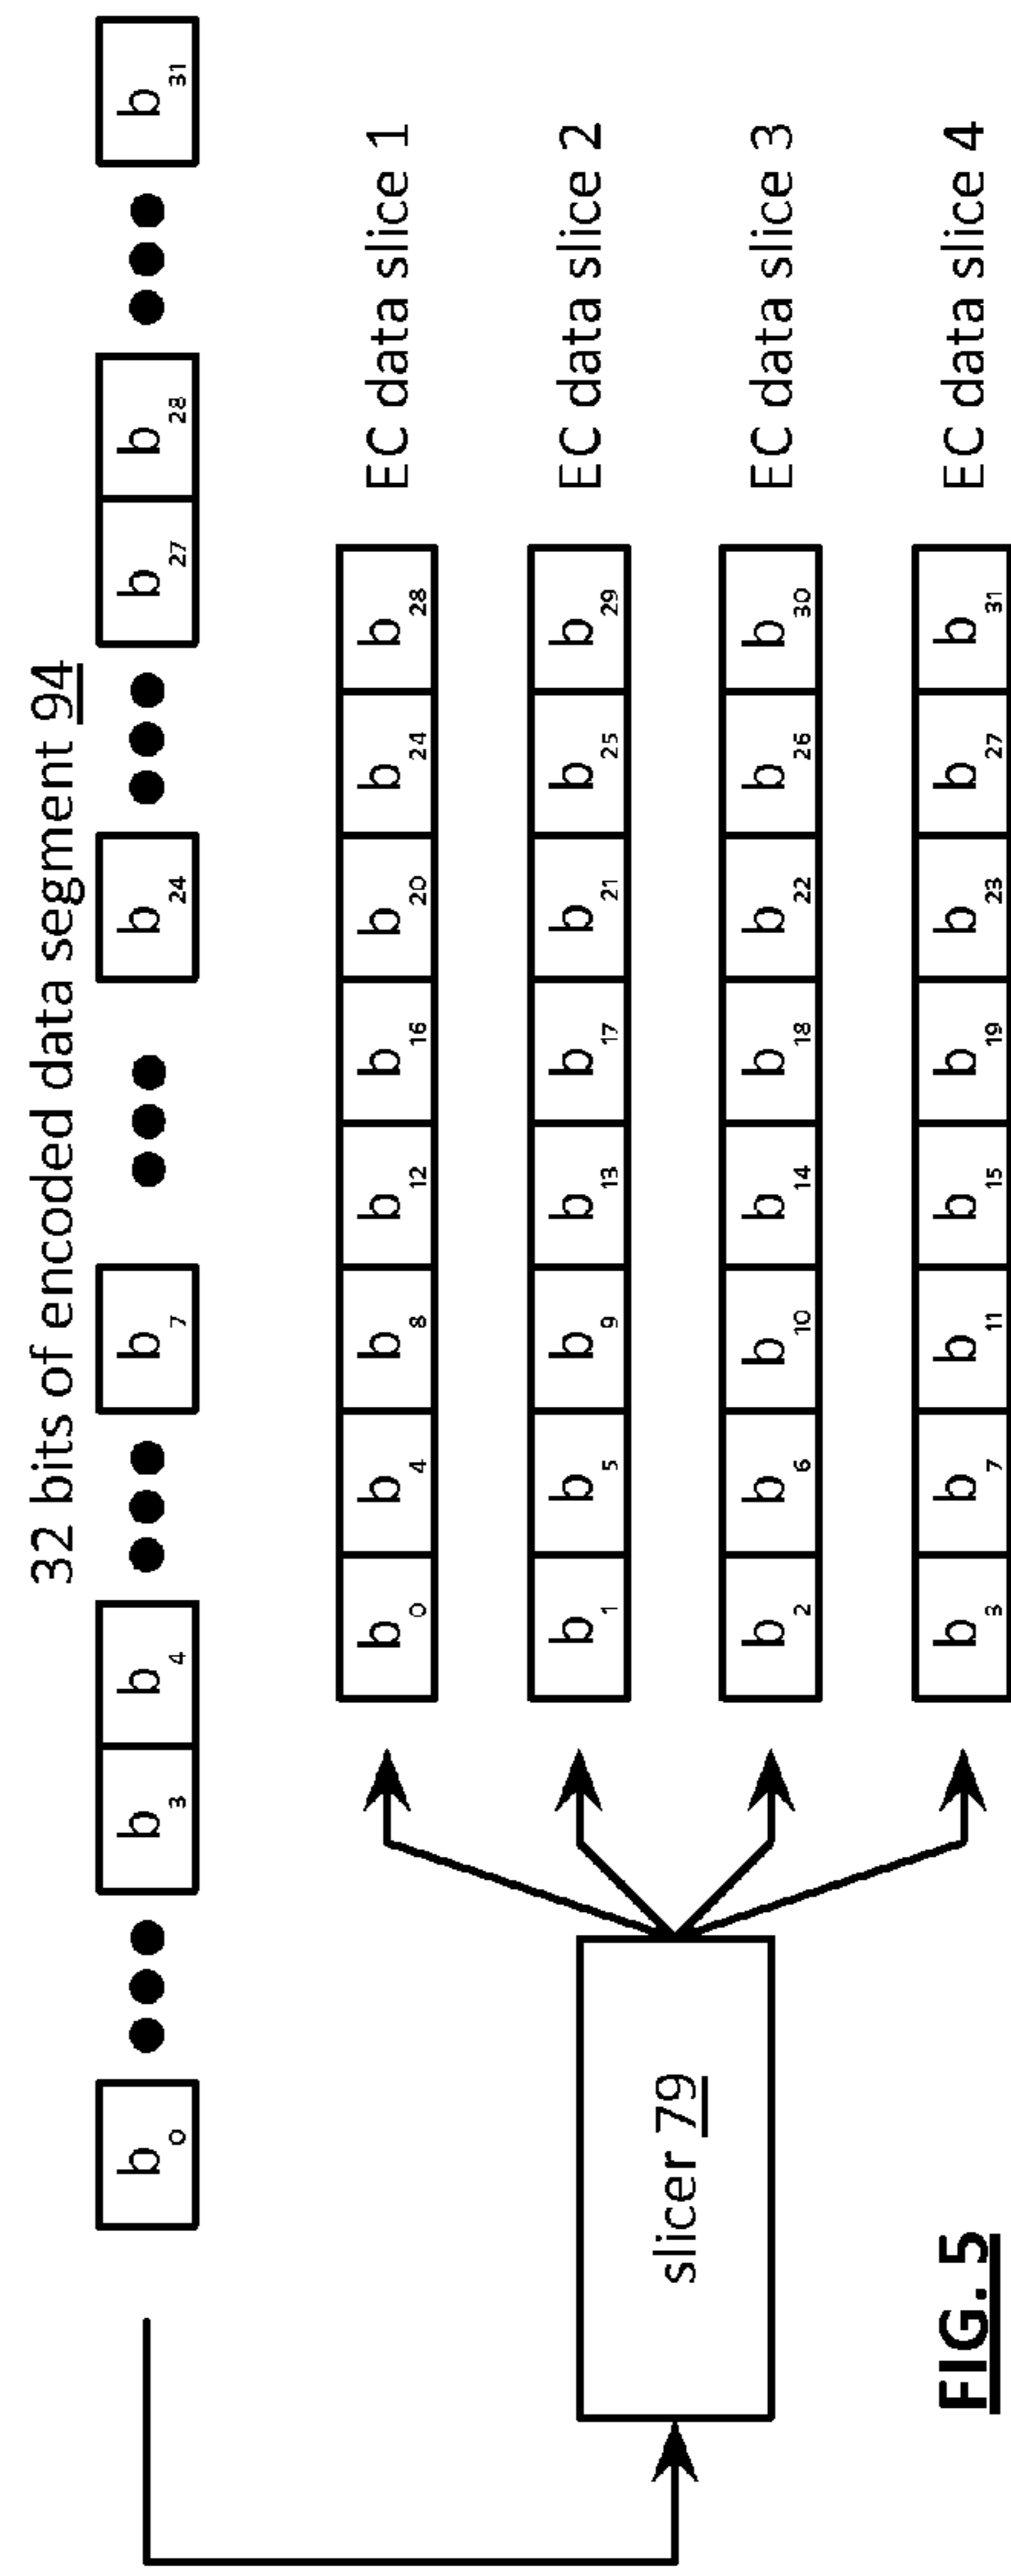 32 bits of encoded data segment 94
b0 ••• b3 b4 ••• b7 ••• b24 ••• b27 b28 ••• b31
b0 b4 b8 b12 b16 b20 b24 b28 EC data slice 1
b1 b5 b9 b13 b17 b21 b25 b29 EC data slice 2
slicer 79
b2 b6 b10 b14 b18 b22 b26 b30 EC data slice 3
b3 b7 b11 b15 b19 b23 b27 b31 EC data slice 4
FIG. 5